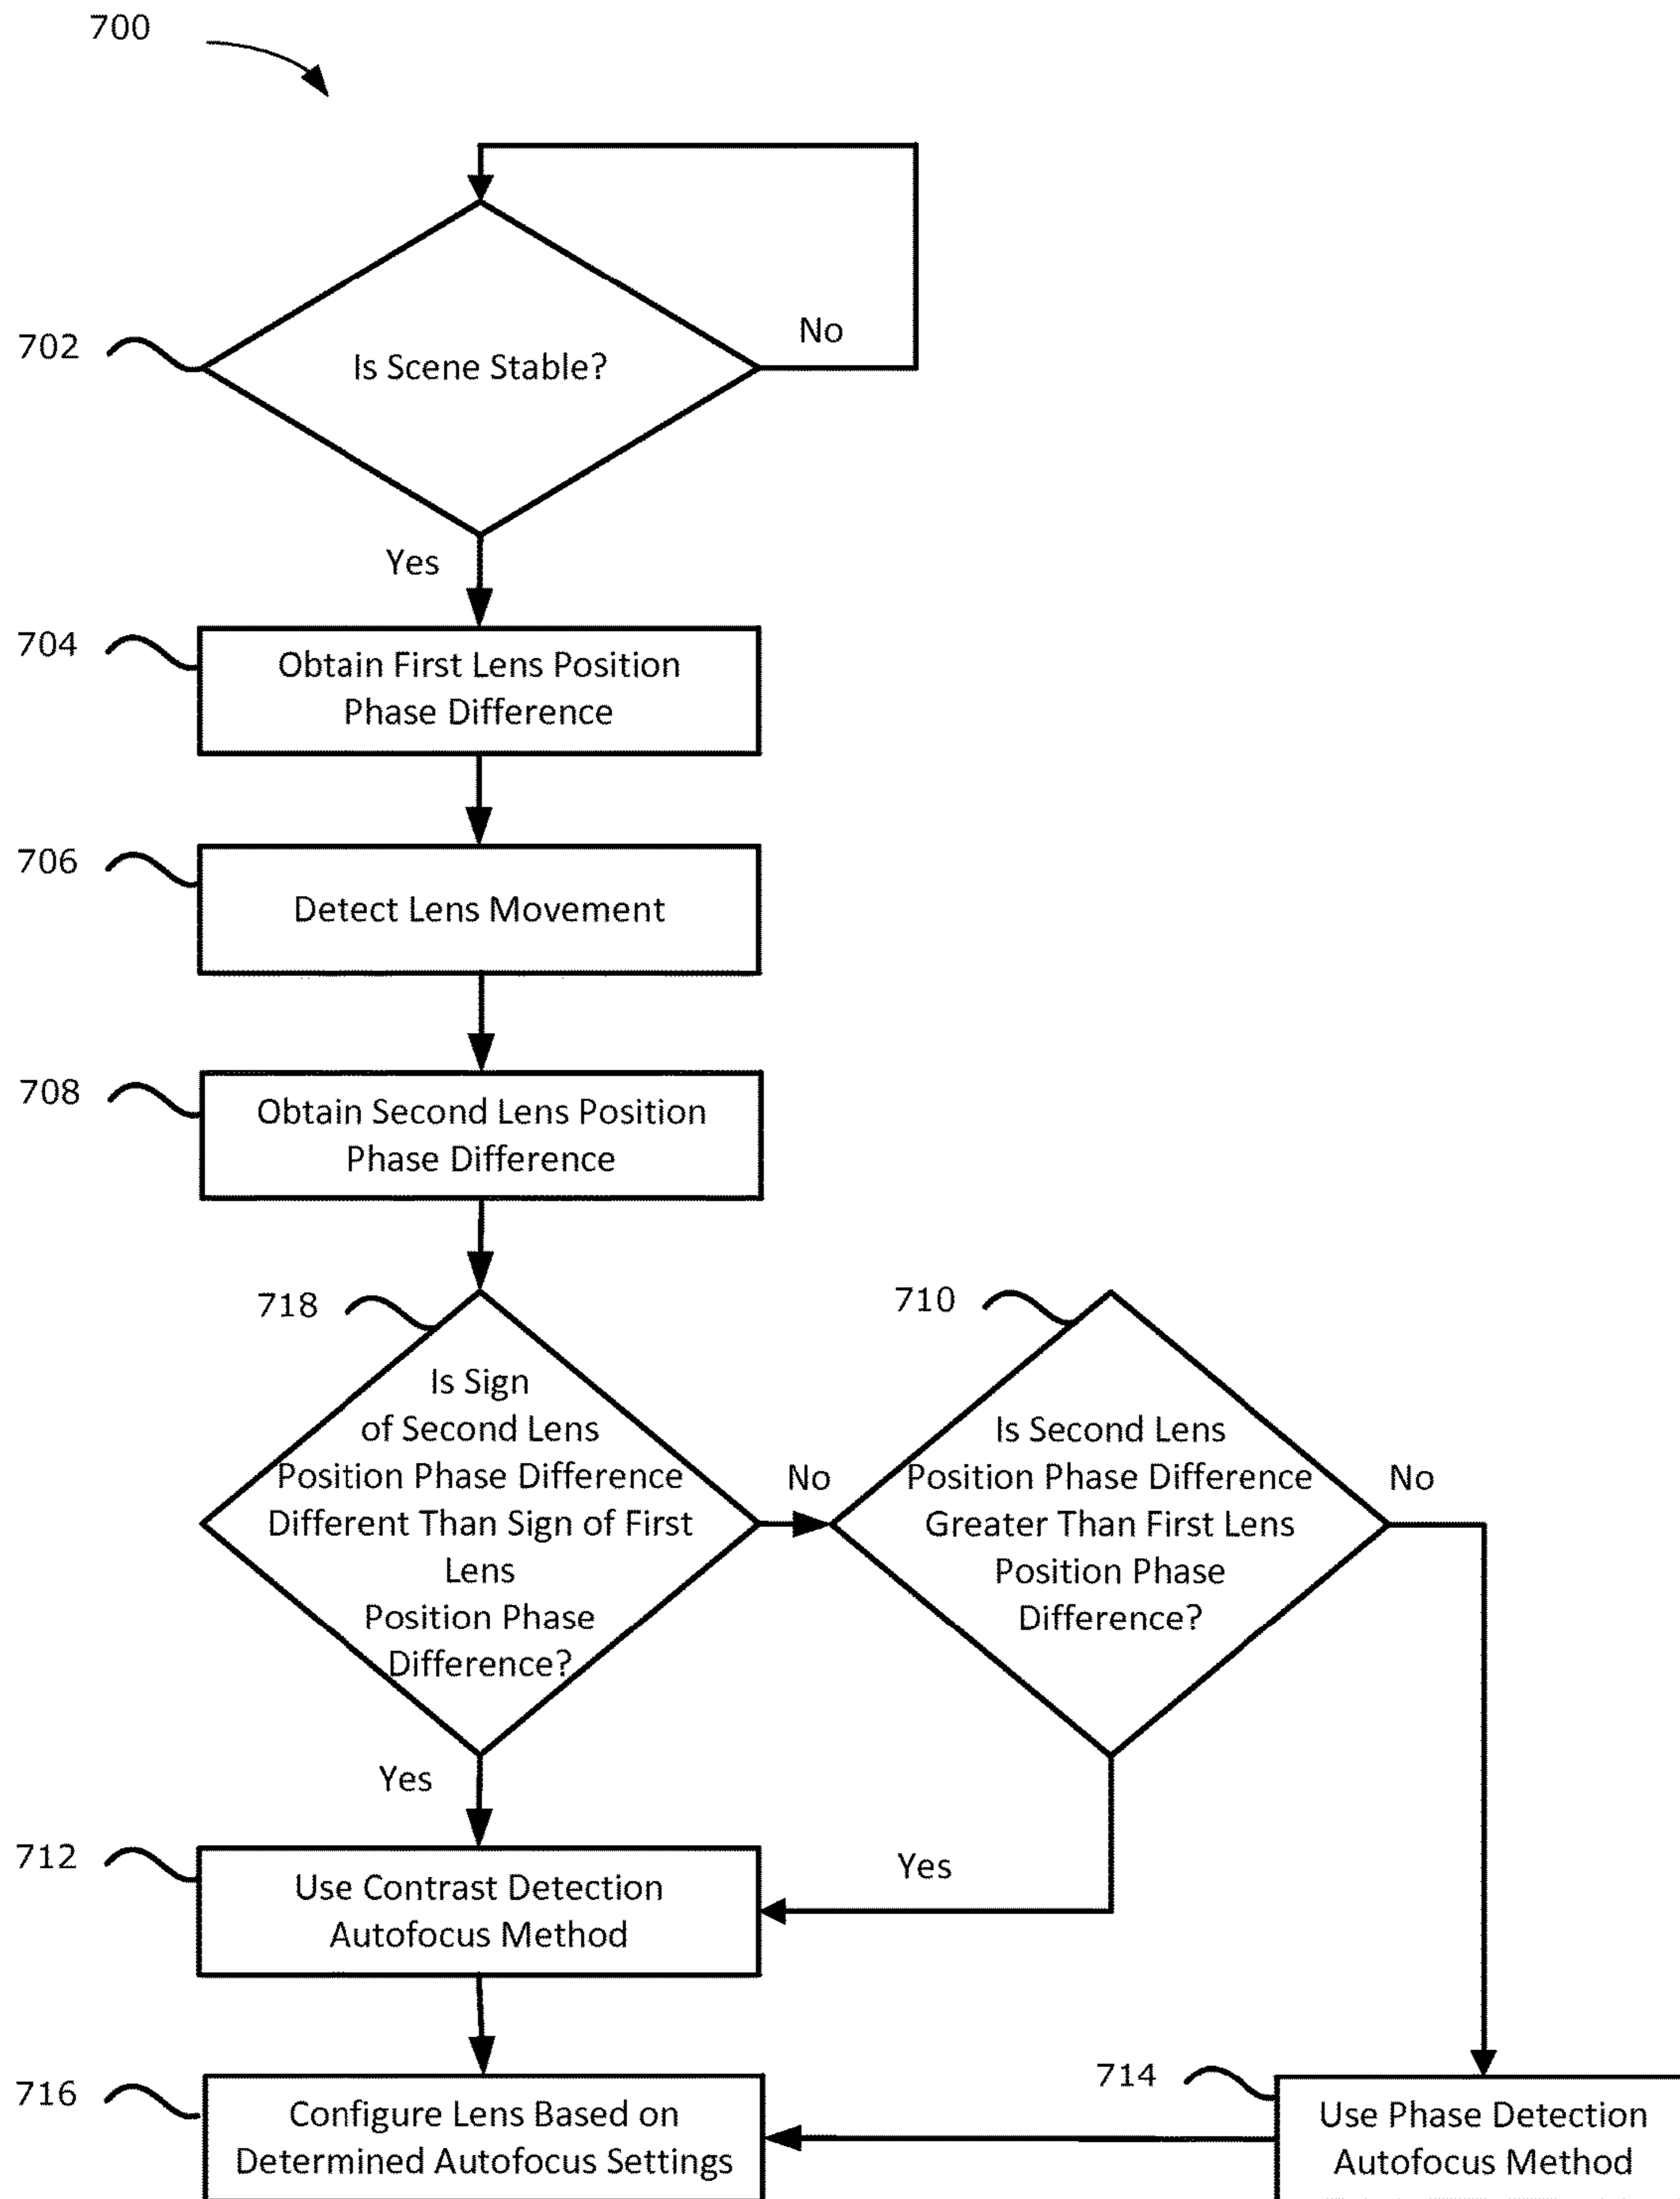 700
702
Is Scene Stable?
No
Yes
704
Obtain First Lens Position
Phase Difference
706
Detect Lens Movement
708
Obtain Second Lens Position
Phase Difference
718
Is Sign
of Second Lens
Position Phase Difference
Different Than Sign of First
Lens
Position Phase
Difference?
No
710
Is Second Lens
Position Phase Difference
Greater Than First Lens
Position Phase
Difference?
No
Yes
712
Use Contrast Detection
Autofocus Method
Yes
716
Configure Lens Based on
Determined Autofocus Settings
714
Use Phase Detection
Autofocus Method